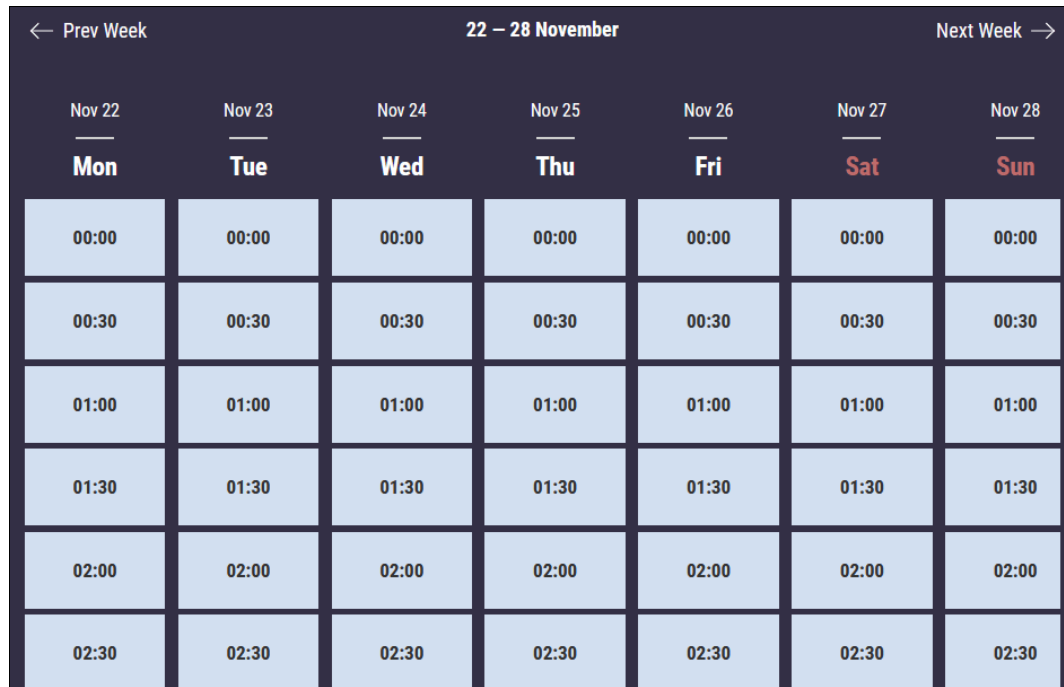 ← Prev Week 22 – 28 November Next Week →
Nov 22 Nov 23 Nov 24 Nov 25 Nov 26 Nov 27 Nov 28
Mon Tue Wed Thu Fri Sat Sun
00:00 00:00 00:00 00:00 00:00 00:00 00:00
00:30 00:30 00:30 00:30 00:30 00:30 00:30
01:00 01:00 01:00 01:00 01:00 01:00 01:00
01:30 01:30 01:30 01:30 01:30 01:30 01:30
02:00 02:00 02:00 02:00 02:00 02:00 02:00
02:30 02:30 02:30 02:30 02:30 02:30 02:30